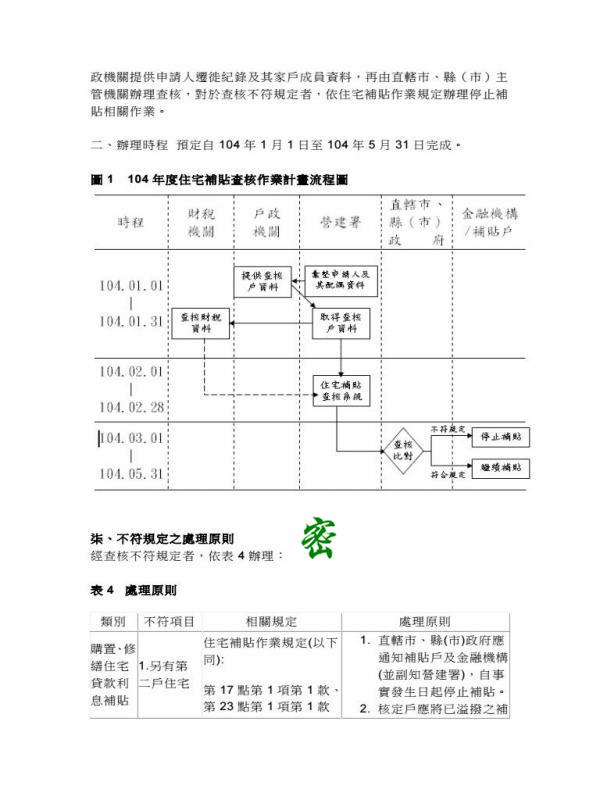 政機關提供申請人遷徙紀錄及其家戶成員資料，再由直轄市、縣（市）主
管機關辦理查核，對於查核不符規定者，依住宅補貼作業規定辦理停止補
貼相關作業。
二、辦理時程 預定自 104 年 1 月 1 日至 104 年 5 月 31 日完成。
圖 1 104 年度住宅補貼查核作業計畫流程圖
時程
財稅
機關
戶政
機關
營建署
直轄市、
縣（市）
政 府
金融機構
/補貼戶
104.01.01
|
104.01.31
提供查核
戶資料
彙整申請人及
其配偶資料
查核財稅
資料
取得查核
戶資料
104.02.01
|
104.02.28
住宅補貼
查核系統
104.03.01
|
104.05.31
查核
比對
不符規定
停止補貼
符合規定
繼續補貼
柒、不符規定之處理原則
密
經查核不符規定者，依表 4 辦理：
表 4 處理原則
類別
不符項目
相關規定
處理原則
購置、修
繕住宅
貸款利
息補貼
1.另有第
二戶住宅
住宅補貼作業規定(以下
同):
第 17 點第 1 項第 1 款、
第 23 點第 1 項第 1 款
1. 直轄市、縣(市)政府應
通知補貼戶及金融機構
(並副知營建署)，自事
實發生日起停止補貼。
2. 核定戶應將已溢撥之補